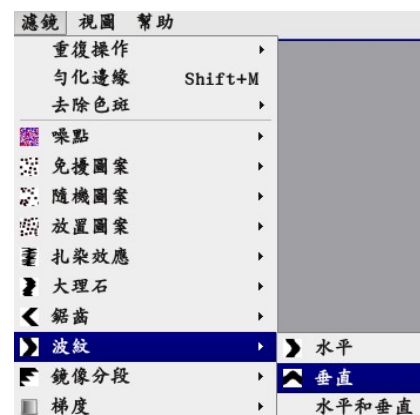 濾鏡 視圖 幫助
重復操作
勻化邊緣 Shift+M
去除色斑
噪點
免擾圖案
隨機圖案
放置圖案
扎染效應
大理石
鋸齒
波紋
水平
鏡像分段
垂直
梯度
水平和垂直